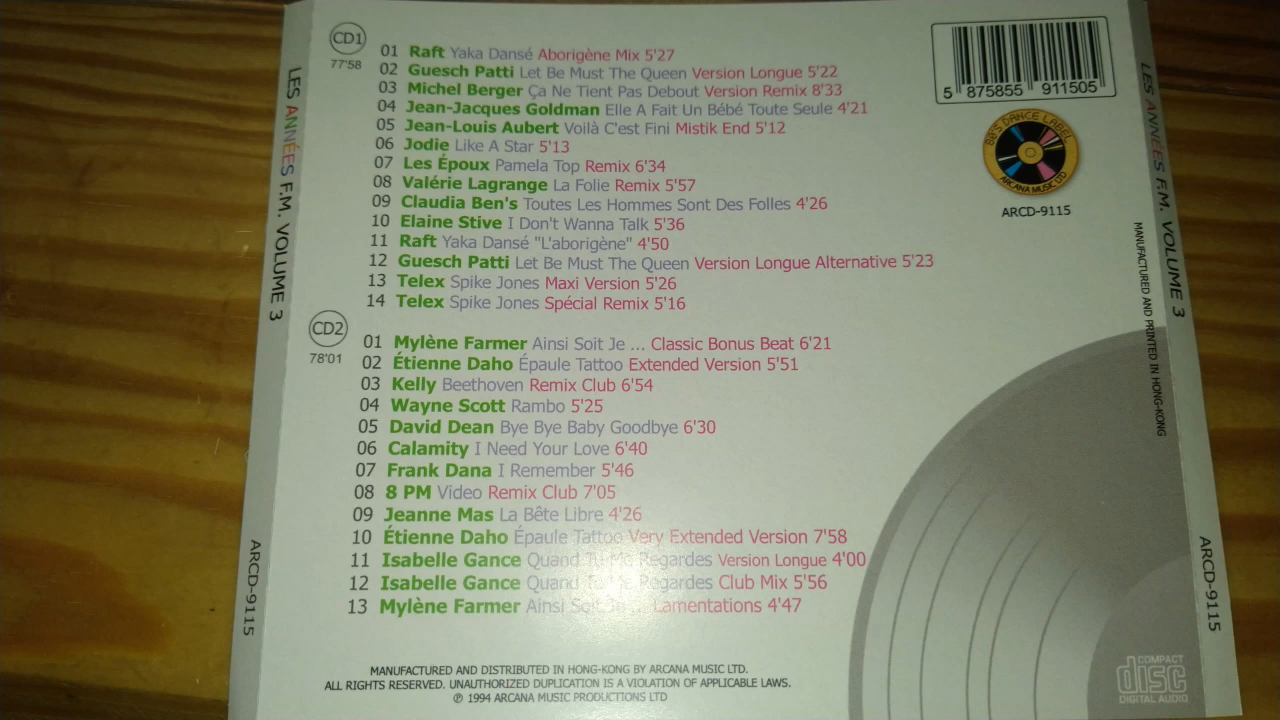 CD1
77'58
01 Raft Yaka Dansé Aborigène Mix 5'27
02 Guesch Patti Let Be Must The Queen Version Longue 5'22
03 Michel Berger Ça Ne Tient Pas Debout Version Remix 8'33
04 Jean-Jacques Goldman Elle A Fait Un Bébé Toute Seule 4'21
05 Jean-Louis Aubert Voilà C'est Fini Mistik End 5'12
06 Jodie Like A Star 5'13
07 Les Époux Pamela Top Remix 6'34
08 Valérie Lagrange La Folie Remix 5'57
09 Claudia Ben's Toutes Les Hommes Sont Des Folles 4'26
10 Elaine Stive I Don't Wanna Talk 5'36
11 Raft Yaka Dansé "L'aborigène" 4'50
12 Guesch Patti Let Be Must The Queen Version Longue Alternative 5'23
13 Telex Spike Jones Maxi Version 5'26
14 Telex Spike Jones Spécial Remix 5'16
CD2
78'01
01 Mylène Farmer Ainsi Soit Je ... Classic Bonus Beat 6'21
02 Étienne Daho Épaule Tattoo Extended Version 5'51
03 Kelly Beethoven Remix Club 6'54
04 Wayne Scott Rambo 5'25
05 David Dean Bye Bye Baby Goodbye 6'30
06 Calamity I Need Your Love 6'40
07 Frank Dana I Remember 5'46
08 8 PM Video Remix Club 7'05
09 Jeanne Mas La Bête Libre 4'26
10 Étienne Daho Épaule Tattoo Very Extended Version 7'58
11 Isabelle Gance Quand Tu Me Regardes Version Longue 4'00
12 Isabelle Gance Quand Tu Me Regardes Club Mix 5'56
13 Mylène Farmer Ainsi Soit Je ... Lamentations 4'47
MANUFACTURED AND DISTRIBUTED IN HONG-KONG BY ARCANA MUSIC LTD.
ALL RIGHTS RESERVED. UNAUTHORIZED DUPLICATION IS A VIOLATION OF APPLICABLE LAWS.
℗ 1994 ARCANA MUSIC PRODUCTIONS LTD
5 875855 911505
80'S DANCE LABEL
ARCANA MUSIC LTD
ARCD-9115
MANUFACTURED AND PRINTED IN HONG-KONG
COMPACT
disc
DIGITAL AUDIO
LES ANNÉES F.M. VOLUME 3
ARCD-9115
LES ANNÉES F.M. VOLUME 3
ARCD-9115